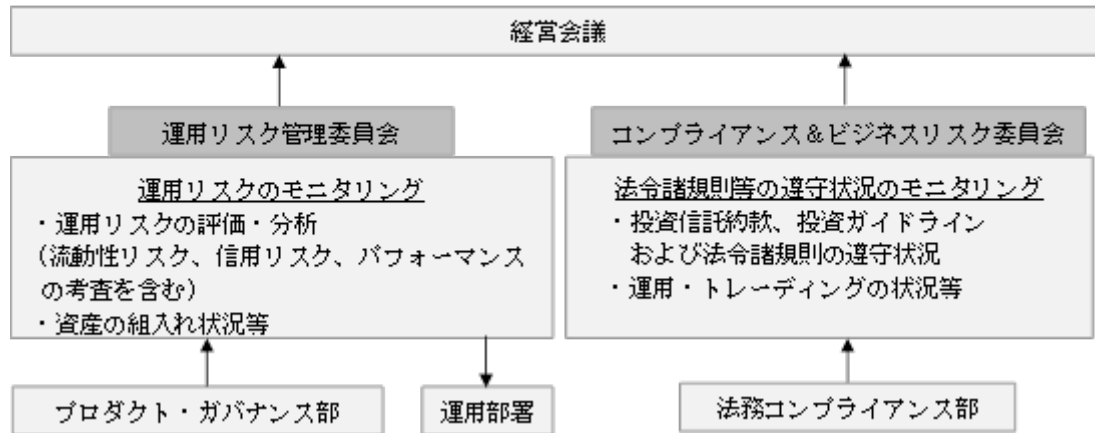 経営会議
運用リスク管理委員会
運用リスクのモニタリング
・運用リスクの評価・分析
(流動性リスク、信用リスク、パフォーマンス
の考査を含む)
・資産の組入れ状況等
コンプライアンス&ビジネスリスク委員会
法令諸規則等の遵守状況のモニタリング
・投資信託約款、投資ガイドライン
および法令諸規則の遵守状況
・運用・トレーディングの状況等
プロダクト・ガバナンス部
運用部署
法務コンプライアンス部